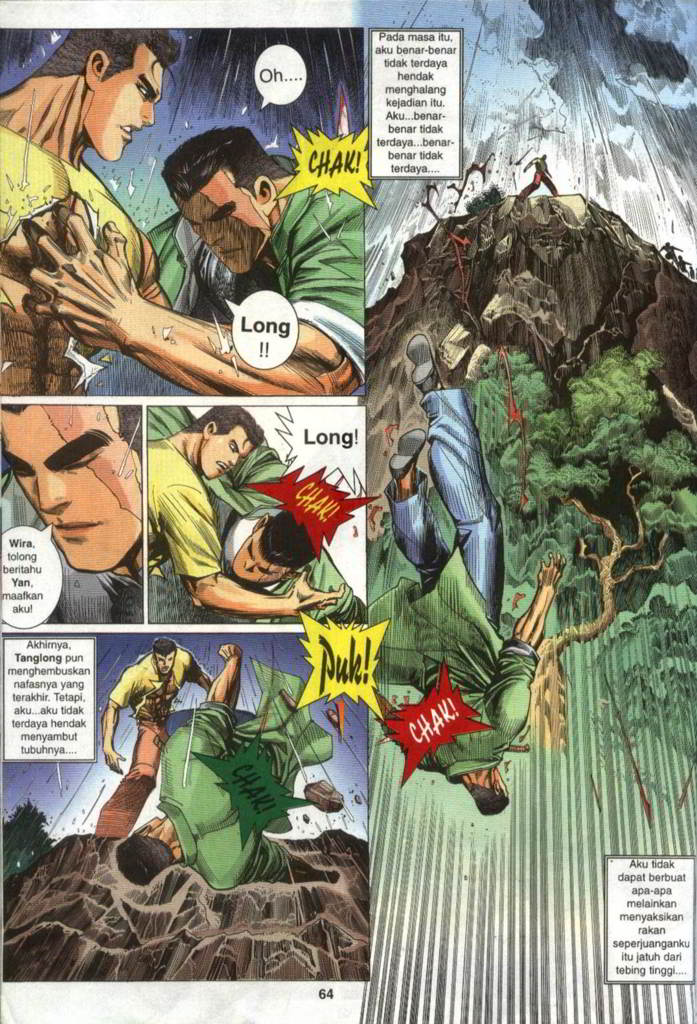 Oh....
CHAK!
Long
!!
Wira,
tolong
beritahu
Yan,
maafkan
aku!
Long!
CHAK!
Akhirnya,
Tanglong pun
menghembuskan
nafasnya yang
terakhir. Tetapi,
aku...aku tidak
terdaya hendak
menyambut
tubuhnya....
Puk!
CHAK!
Pada masa itu,
aku benar-benar
tidak terdaya
hendak
menghalang
kejadian itu.
Aku...benar-
benar tidak
terdaya...benar-
benar tidak
terdaya....
CHAK!
Aku tidak
dapat berbuat
apa-apa
melainkan
menyaksikan
rakan
seperjuanganku
itu jatuh dari
tebing tinggi....
64